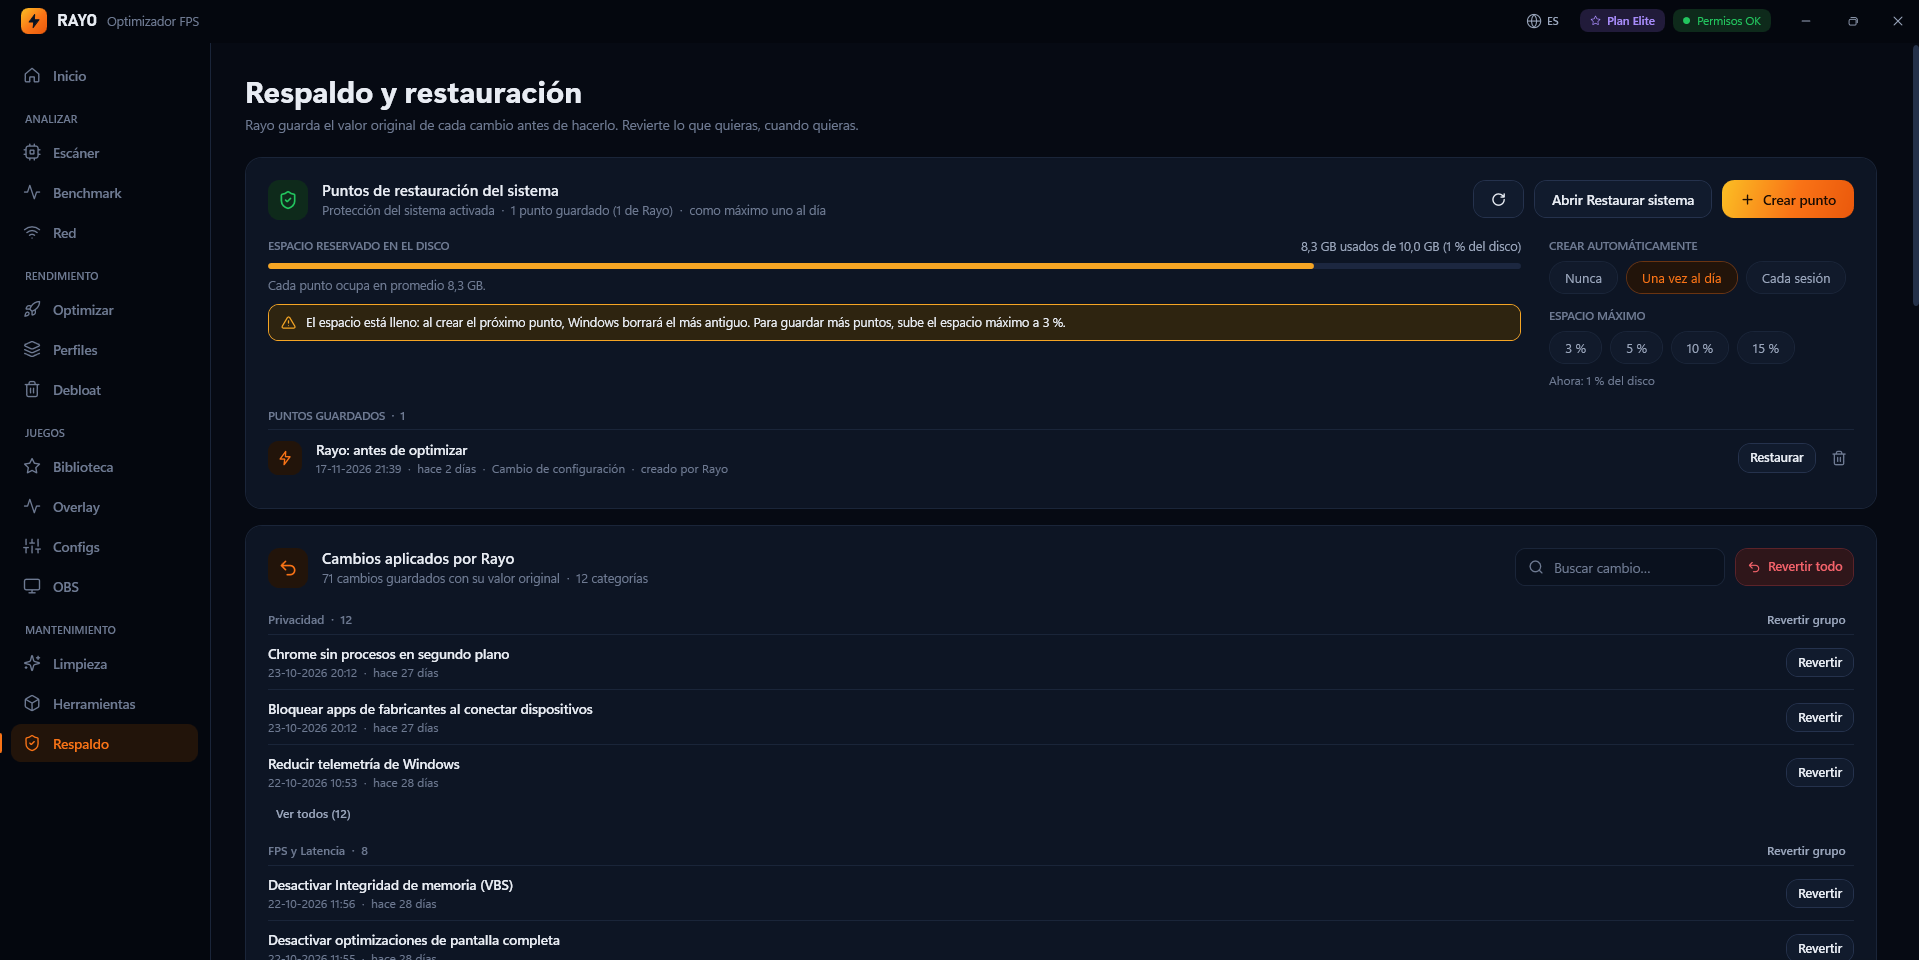 RAYO Optimizador FPS
ES
Plan Elite
Permisos OK
Inicio
ANALIZAR
Escáner
Benchmark
Red
RENDIMIENTO
Optimizar
Perfiles
Debloat
JUEGOS
Biblioteca
Overlay
Configs
OBS
MANTENIMIENTO
Limpieza
Herramientas
Respaldo
Respaldo y restauración
Rayo guarda el valor original de cada cambio antes de hacerlo. Revierte lo que quieras, cuando quieras.
Puntos de restauración del sistema
Protección del sistema activada · 1 punto guardado (1 de Rayo) · como máximo uno al día
Abrir Restaurar sistema
Crear punto
ESPACIO RESERVADO EN EL DISCO
8,3 GB usados de 10,0 GB (1 % del disco)
Cada punto ocupa en promedio 8,3 GB.
El espacio está lleno: al crear el próximo punto, Windows borrará el más antiguo. Para guardar más puntos, sube el espacio máximo a 3 %.
CREAR AUTOMÁTICAMENTE
Nunca
Una vez al día
Cada sesión
ESPACIO MÁXIMO
3 %
5 %
10 %
15 %
Ahora: 1 % del disco
PUNTOS GUARDADOS · 1
Rayo: antes de optimizar
17-11-2026 21:39 · hace 2 días · Cambio de configuración · creado por Rayo
Restaurar
Cambios aplicados por Rayo
71 cambios guardados con su valor original · 12 categorías
Buscar cambio...
Revertir todo
Privacidad · 12
Revertir grupo
Chrome sin procesos en segundo plano
23-10-2026 20:12 · hace 27 días
Revertir
Bloquear apps de fabricantes al conectar dispositivos
23-10-2026 20:12 · hace 27 días
Revertir
Reducir telemetría de Windows
22-10-2026 10:53 · hace 28 días
Revertir
Ver todos (12)
FPS y Latencia · 8
Revertir grupo
Desactivar Integridad de memoria (VBS)
22-10-2026 11:56 · hace 28 días
Revertir
Desactivar optimizaciones de pantalla completa
22-10-2026 11:55 · hace 28 días
Revertir